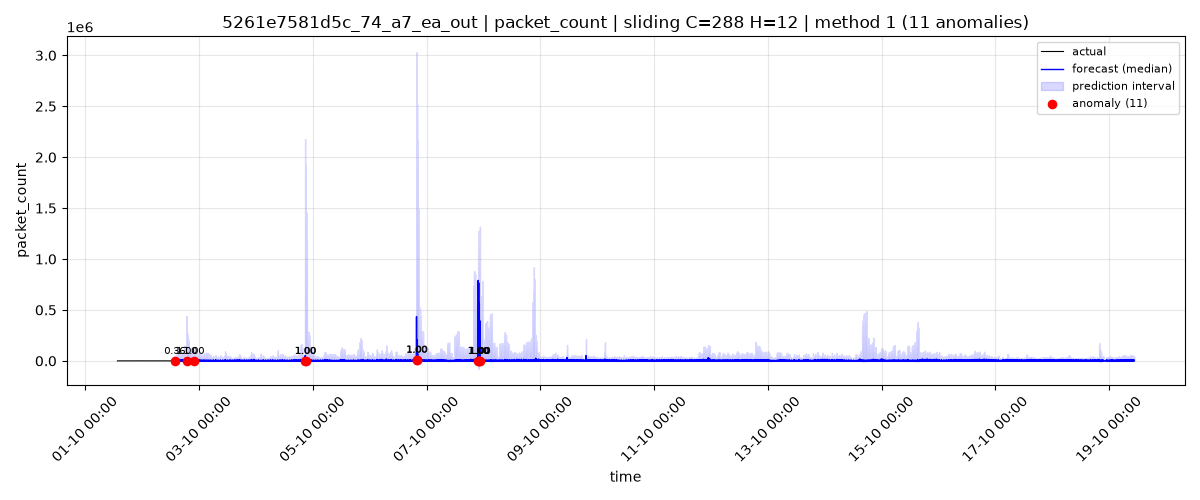 5261e7581d5c_74_a7_ea_out | packet_count | sliding C=288 H=12 | method 1 (11 anomalies)
1e6
actual
forecast (median)
prediction interval
anomaly (11)
3.0
2.5
2.0
1.5
1.0
0.5
0.0
packet_count
1.00
1.00
01-10 00:00
03-10 00:00
05-10 00:00
07-10 00:00
09-10 00:00
11-10 00:00
13-10 00:00
15-10 00:00
17-10 00:00
19-10 00:00
time